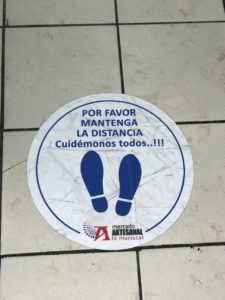 POR FAVOR
MANTENGA
LA DISTANCIA
Cuidémonos todos..!!!
mercado
ARTESANAL
la mariscal